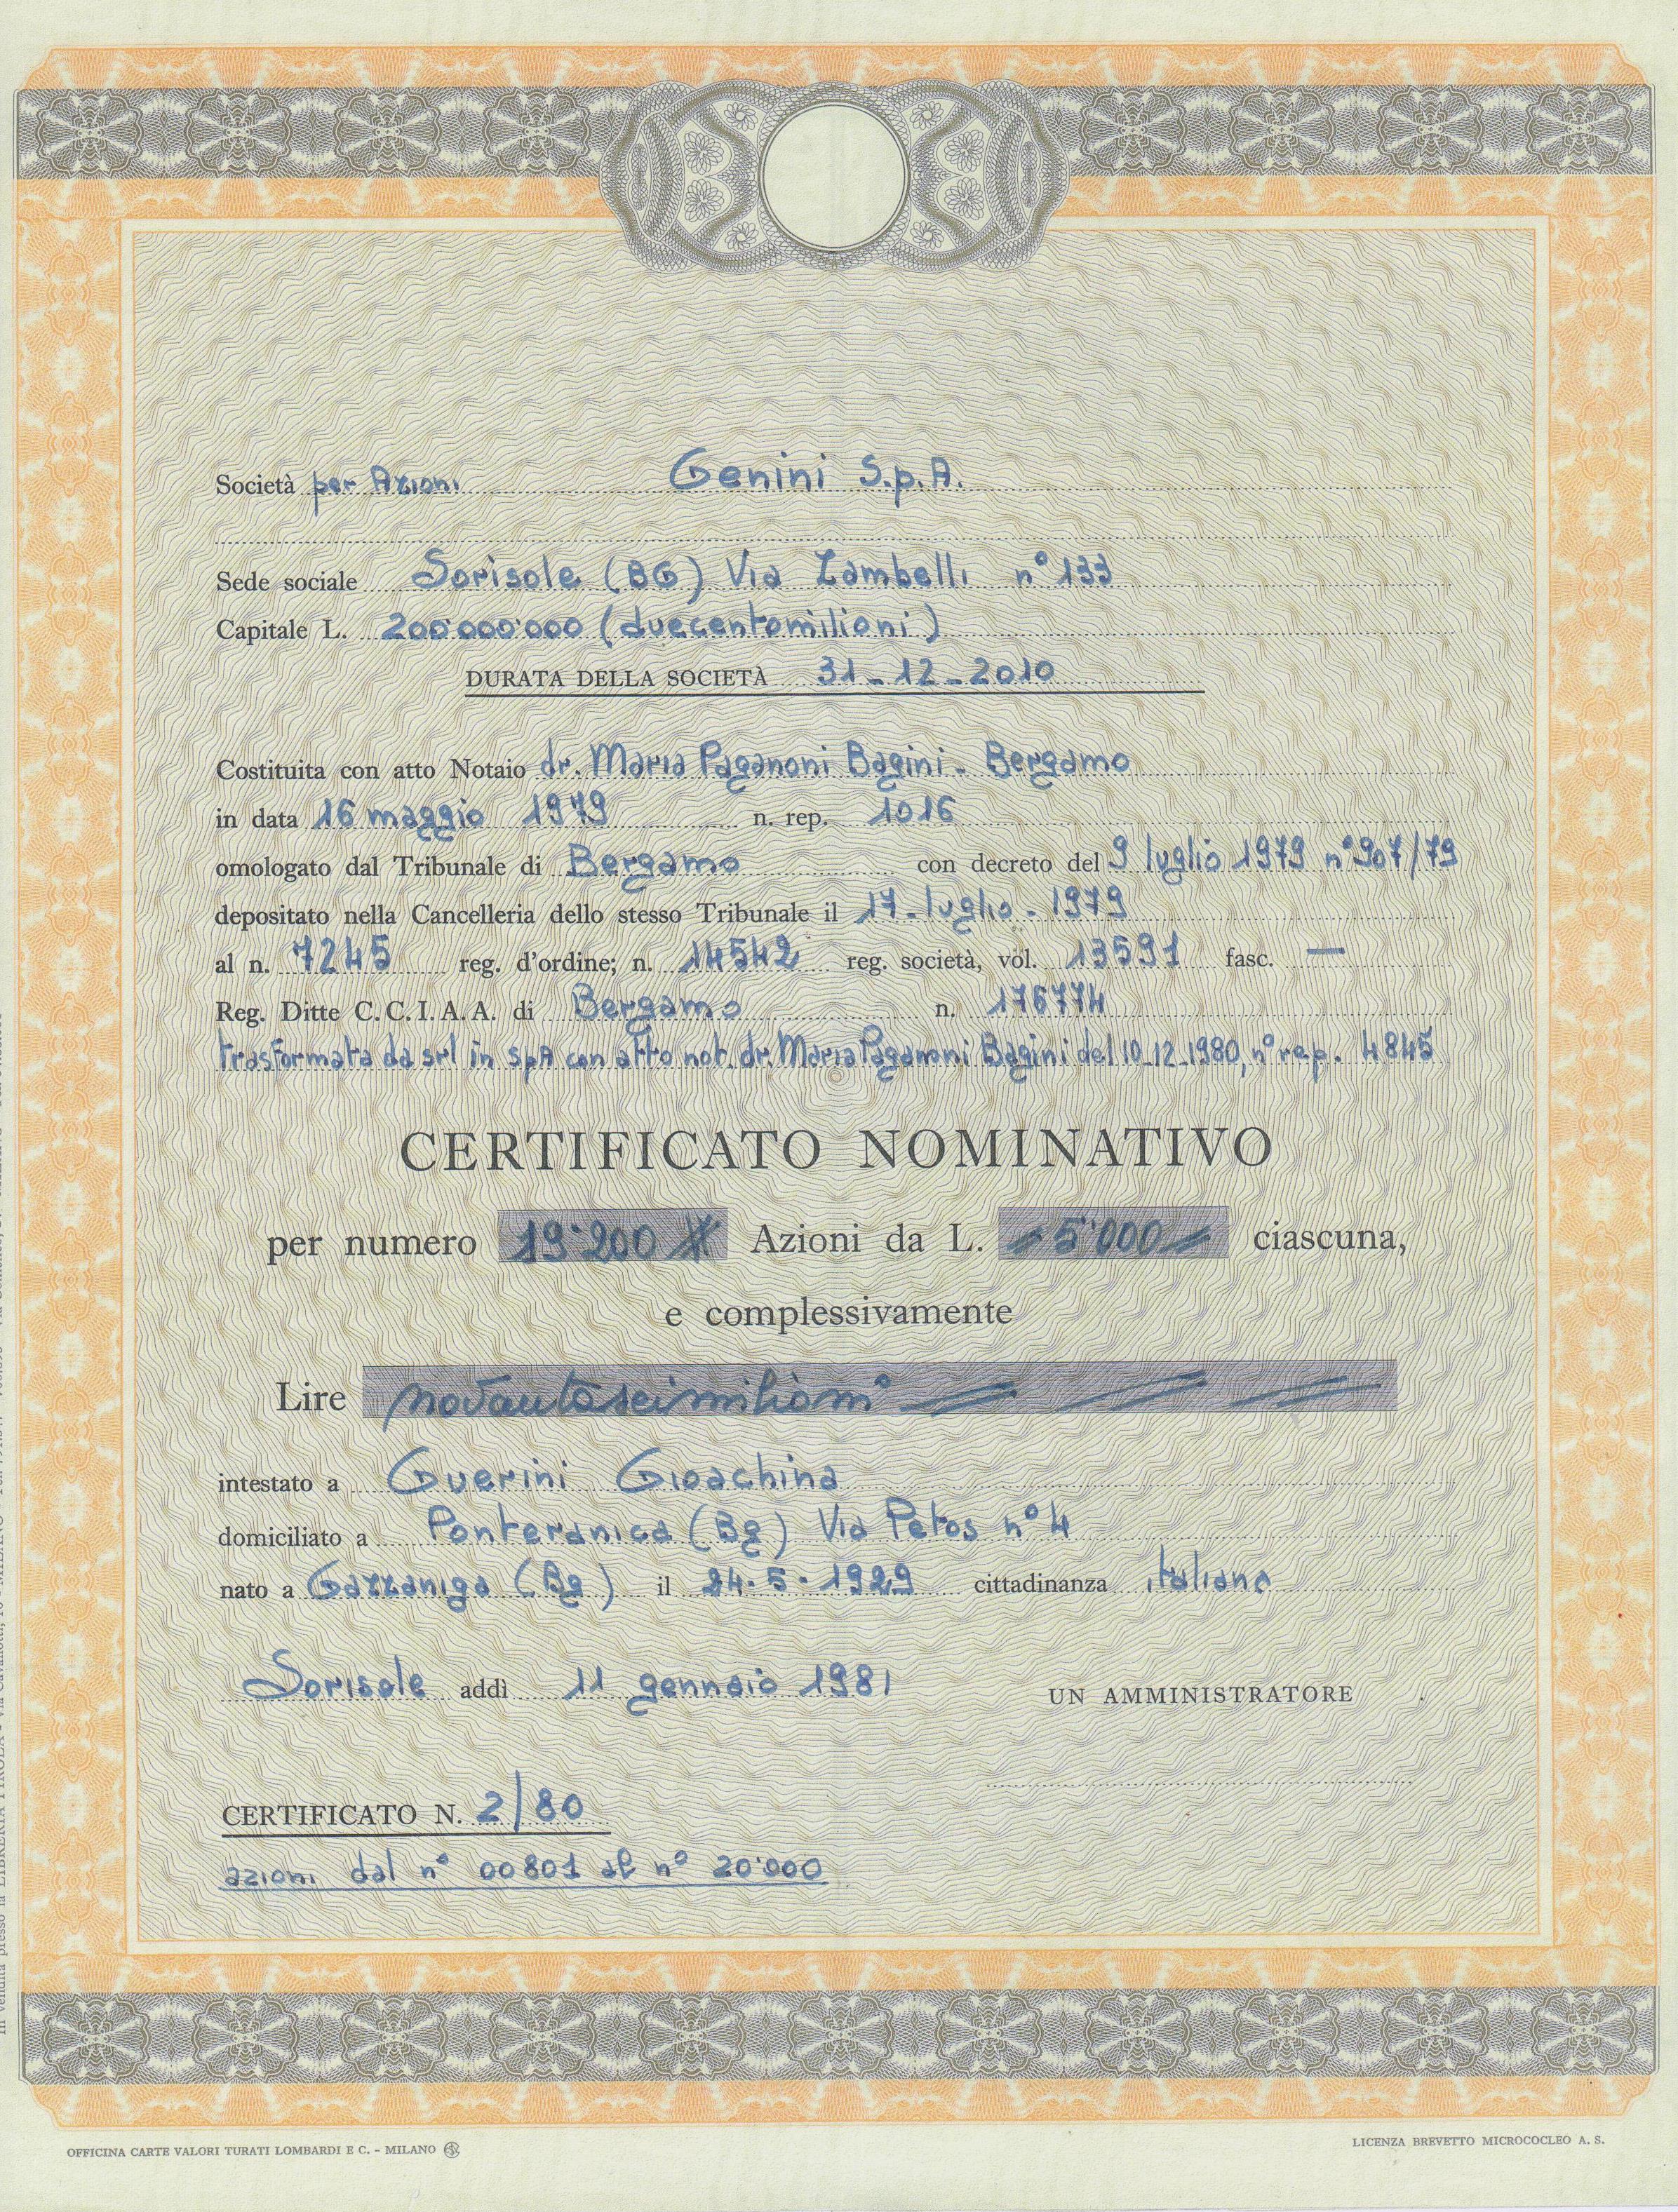 Società per Azioni Genini S.p.A.
Sede sociale Sorisole (BG) Via Zambelli n° 133
Capitale L. 200'000'000 (duecentomilioni)
DURATA DELLA SOCIETÀ 31-12-2010
Costituita con atto Notaio dr. Maria Paganoni Bagini - Bergamo
in data 16 maggio 1979 n. rep. 1016
omologato dal Tribunale di Bergamo con decreto del 9 luglio 1979 n° 907/79
depositato nella Cancelleria dello stesso Tribunale il 17-luglio-1979
al n. 7245 reg. d'ordine; n. 14542 reg. società, vol. 13591 fasc. —
Reg. Ditte C.C.I.A.A. di Bergamo n. 176774
trasformata da srl in SpA con atto not. dr. Maria Paganoni Bagini del 10.12.1980, n° rep. 4845
CERTIFICATO NOMINATIVO
per numero 19'200 Azioni da L. 5'000 ciascuna,
e complessivamente
Lire novantaseimilioni
intestato a Guerini Gioachina
domiciliato a Ponteranica (Bg) Via Petos n° 4
nato a Gazzaniga (Bg) il 24-5-1929 cittadinanza italiana
Sorisole addì 11 gennaio 1981
UN AMMINISTRATORE
CERTIFICATO N. 2/80
azioni dal n° 00801 al n° 20'000
OFFICINA CARTE VALORI TURATI LOMBARDI E C. - MILANO
LICENZA BREVETTO MICROCOCLEO A. S.